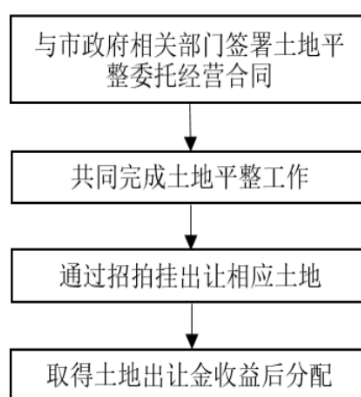 与市政府相关部门签署土地平
整委托经营合同
共同完成土地平整工作
通过招拍挂出让相应土地
取得土地出让金收益后分配